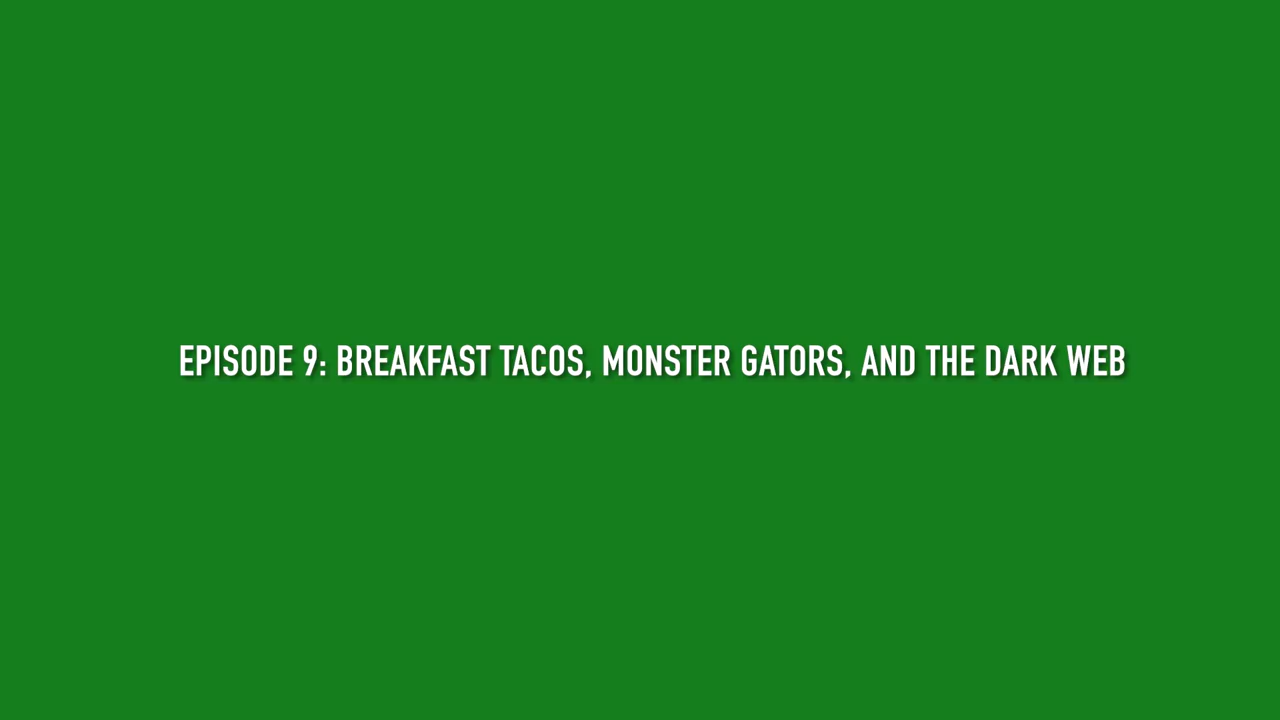 EPISODE 9: BREAKFAST TACOS, MONSTER GATORS, AND THE DARK WEB